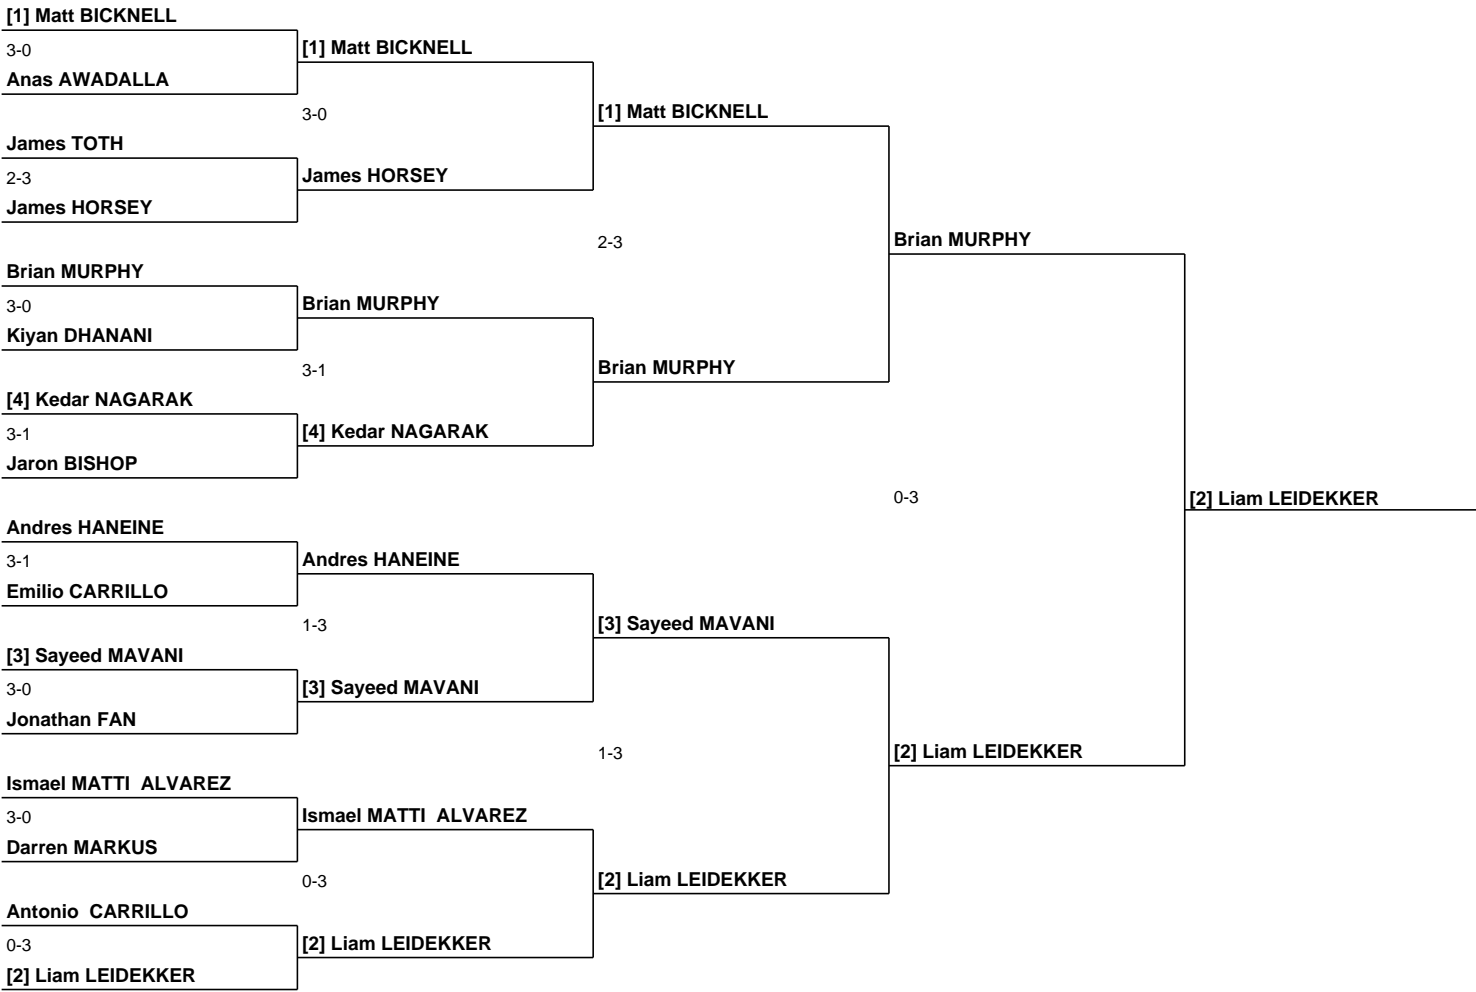 [1] Matt BICKNELL
3-0
[1] Matt BICKNELL
Anas AWADALLA
3-0
[1] Matt BICKNELL
James TOTH
2-3
James HORSEY
James HORSEY
2-3
Brian MURPHY
Brian MURPHY
3-0
Brian MURPHY
Kiyan DHANANI
3-1
Brian MURPHY
[4] Kedar NAGARAK
3-1
[4] Kedar NAGARAK
Jaron BISHOP
0-3
[2] Liam LEIDEKKER
Andres HANEINE
3-1
Andres HANEINE
Emilio CARRILLO
1-3
[3] Sayeed MAVANI
[3] Sayeed MAVANI
3-0
[3] Sayeed MAVANI
Jonathan FAN
1-3
[2] Liam LEIDEKKER
Ismael MATTI  ALVAREZ
3-0
Ismael MATTI  ALVAREZ
Darren MARKUS
0-3
[2] Liam LEIDEKKER
Antonio  CARRILLO
0-3
[2] Liam LEIDEKKER
[2] Liam LEIDEKKER